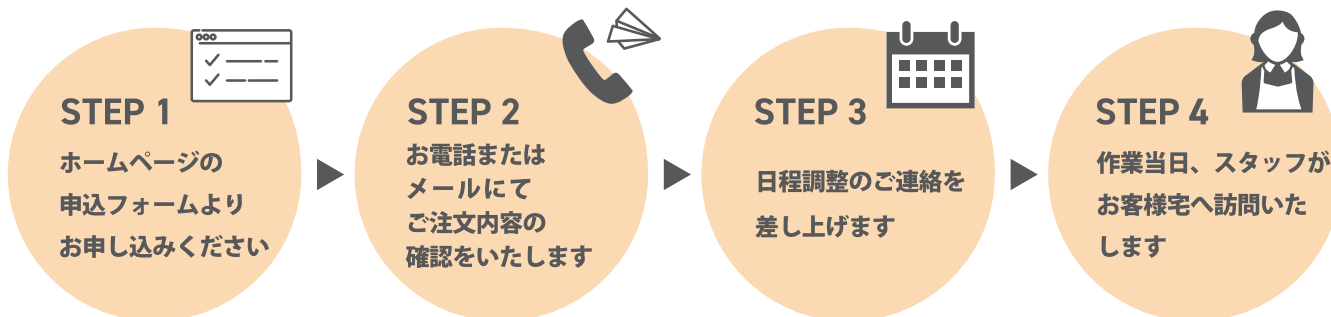 STEP 1
ホームページの
申込フォームより
お申し込みください
STEP 2
お電話または
メールにて
ご注文内容の
確認をいたします
STEP 3
日程調整のご連絡を
差し上げます
STEP 4
作業当日、スタッフが
お客様宅へ訪問いた
します